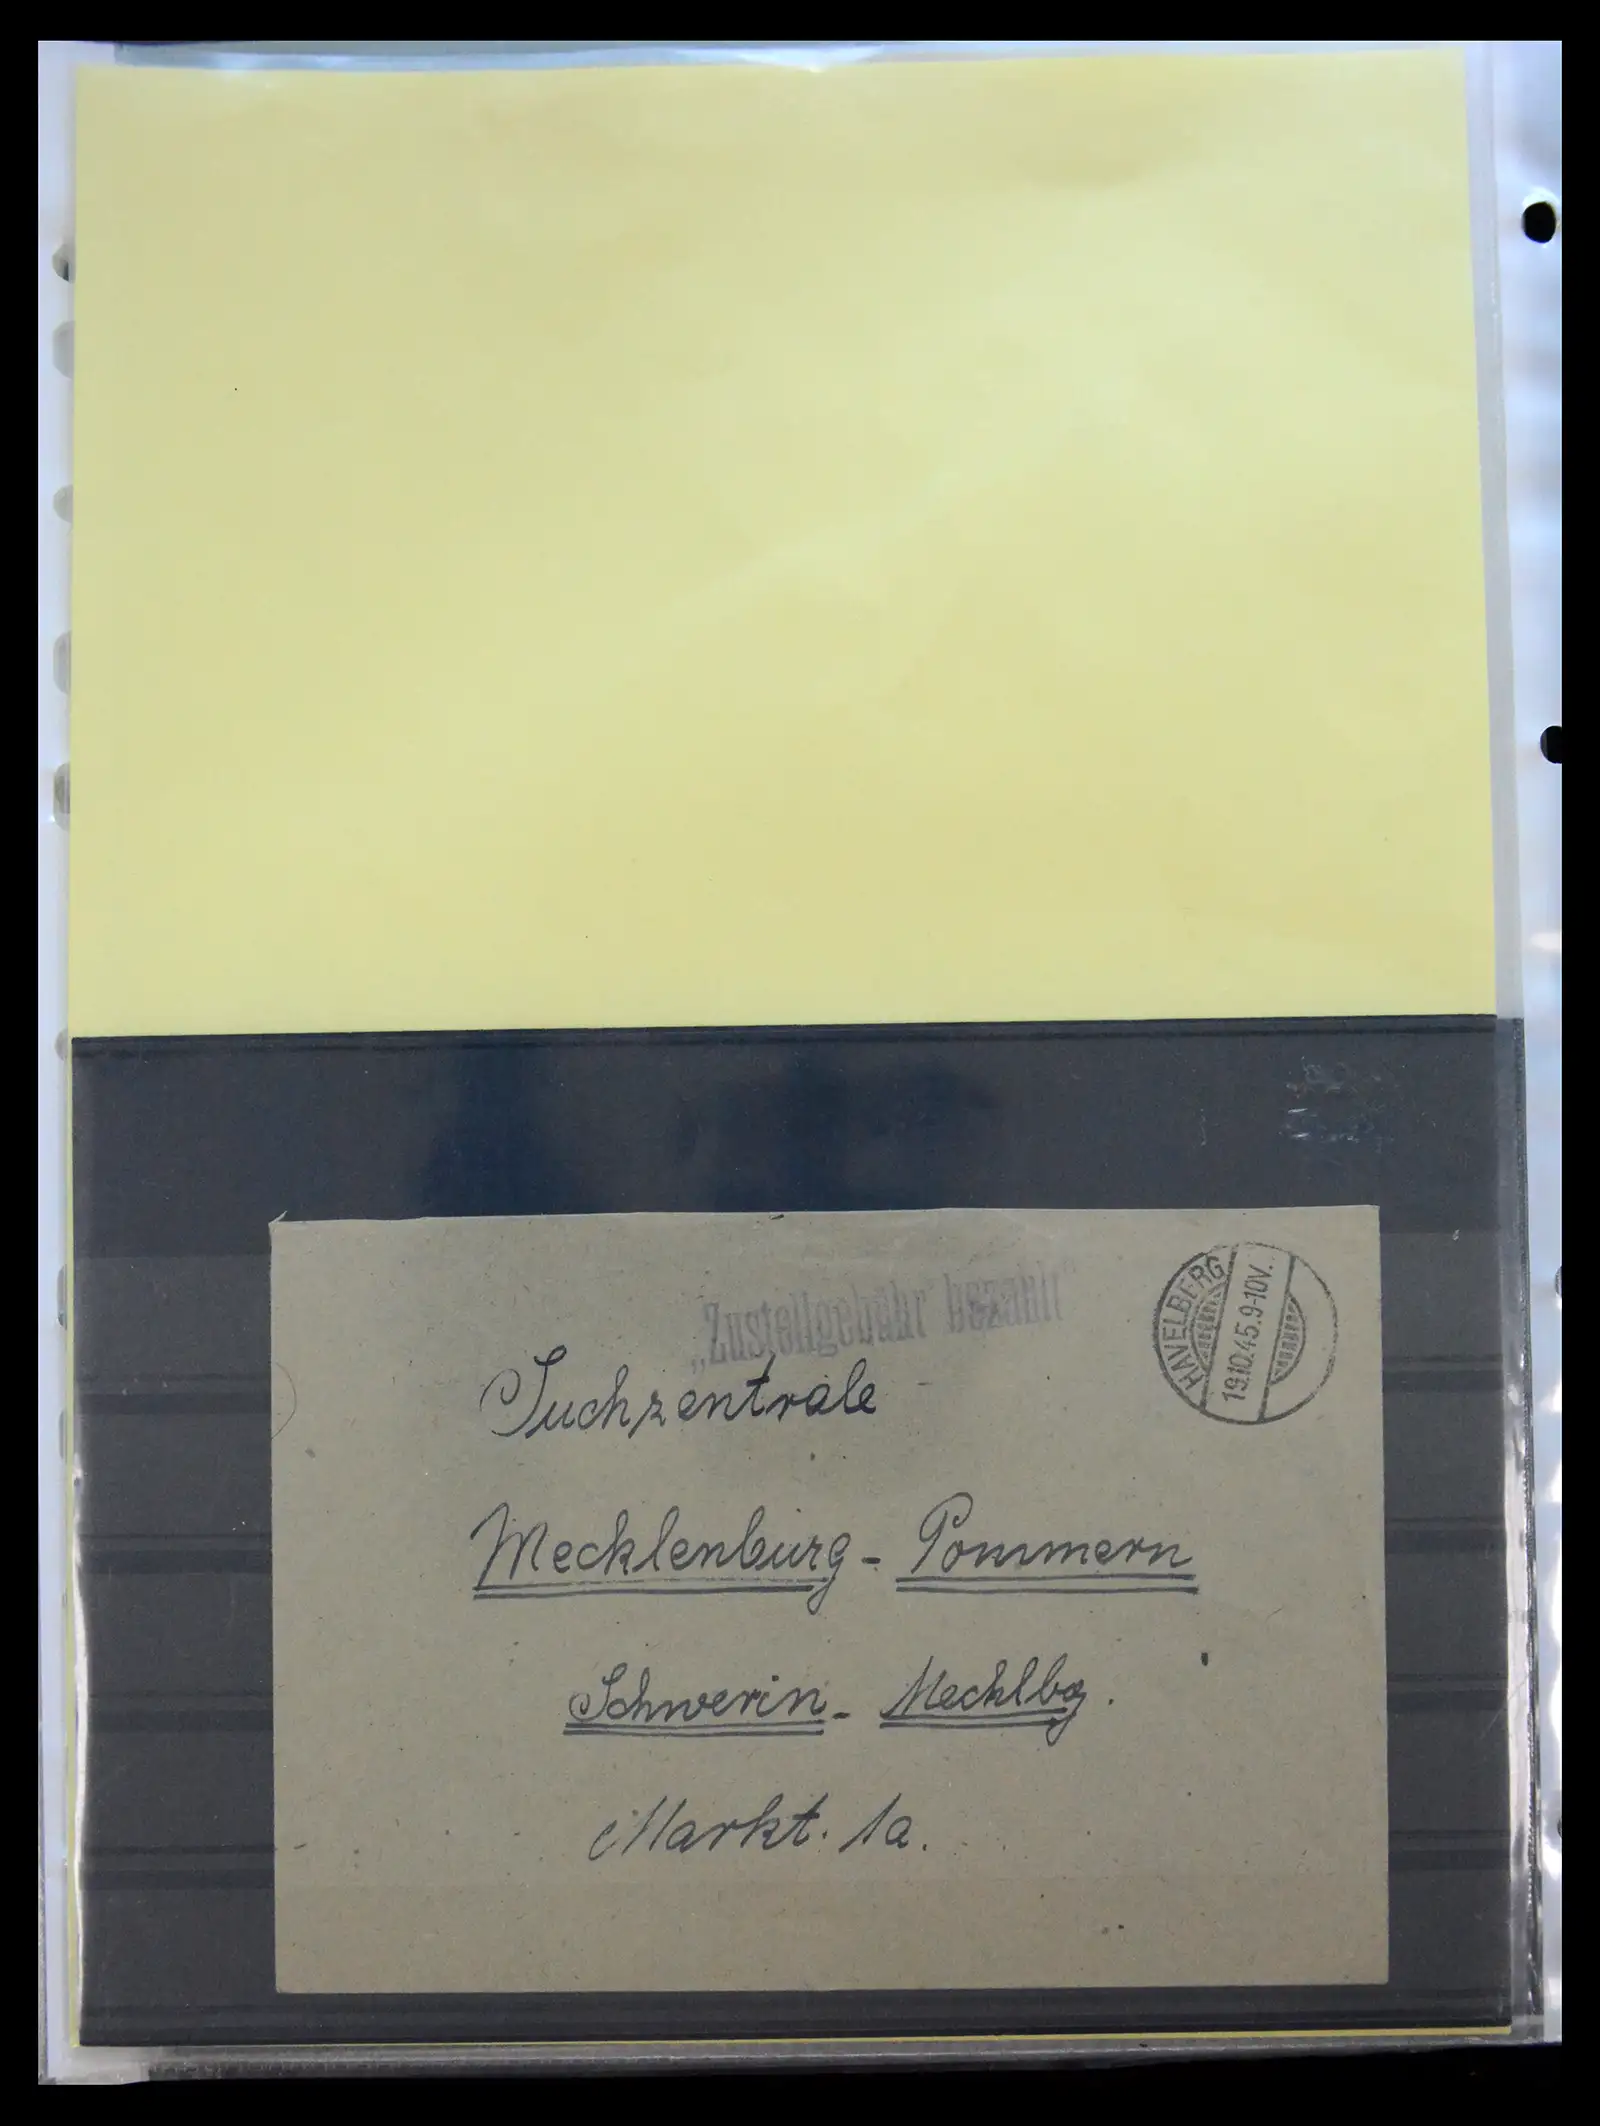 „Zustellgebühr" bezahlt"
HAVELBERG
19.10.45.9-10V.
Suchzentrale
Mecklenburg - Pommern
Schwerin - Mecklbg.
Markt. 1a.